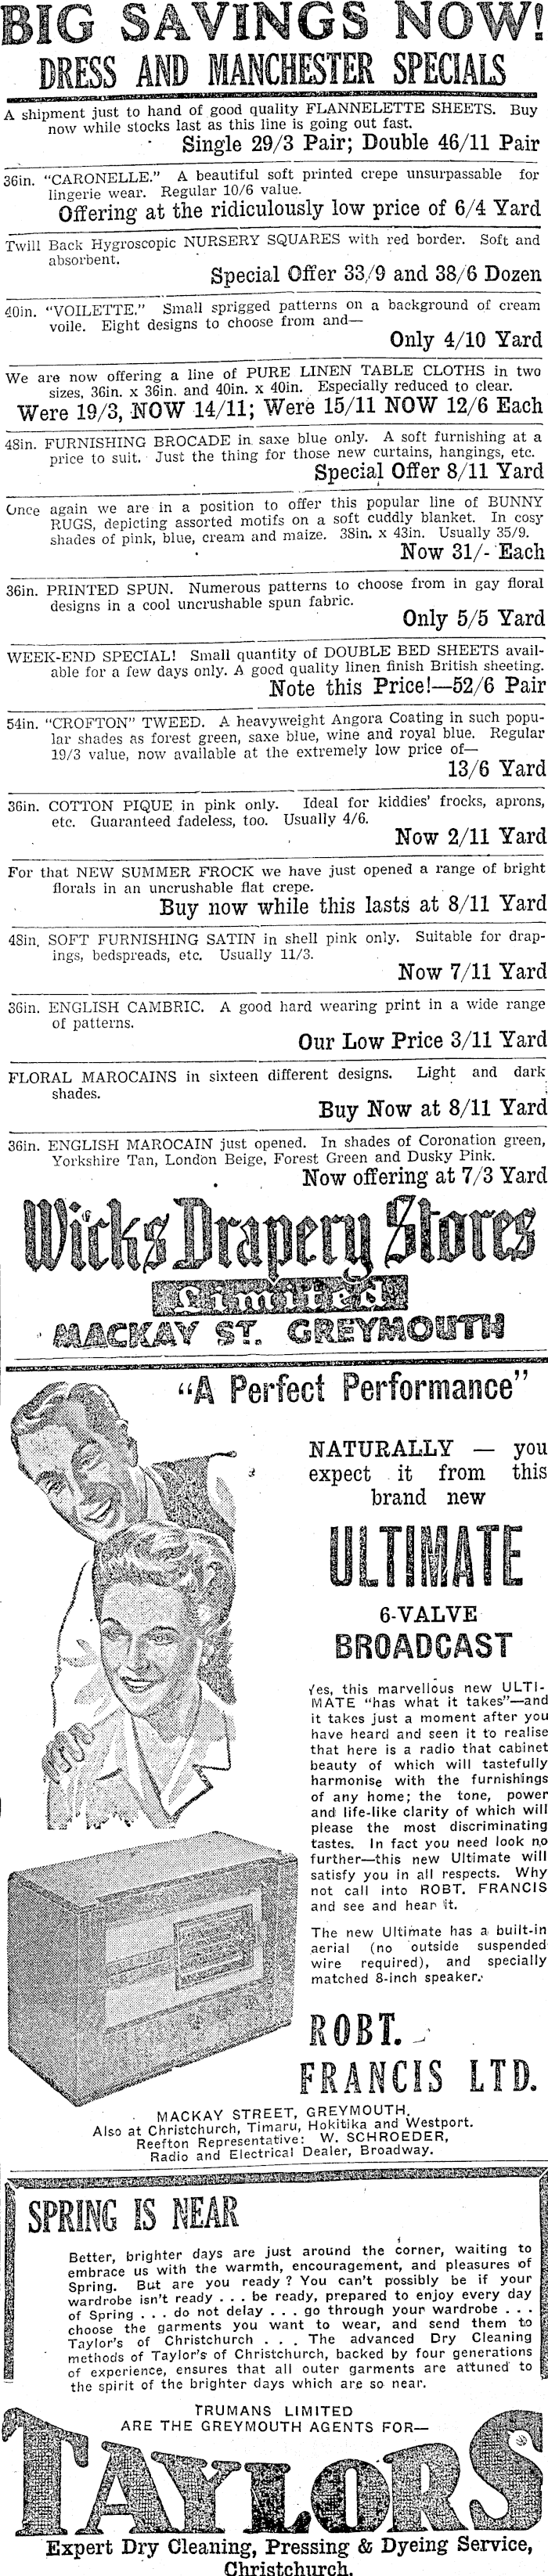 BIG SAVINGS NOW!
DRESS AND MANCHESTER SPECIALS
A shipment just to hand of good quality FLANNELETTE SHEETS. Buy
now while stocks last as this line is going out fast.
Single 29/3 Pair; Double 46/11 Pair
36in. “CARONELLE.” A beautiful soft printed crepe unsurpassable for
lingerie wear. Regular 10/6 value.
Offering at the ridiculously low price of 6/4 Yard
Twill Back Hygroscopic NURSERY SQUARES with red border. Soft and
absorbent.
Special Offer 33/9 and 38/6 Dozen
40in. “VOILETTE.” Small sprigged patterns on a background of cream
voile. Eight designs to choose from and—
Only 4/10 Yard
We are now offering a line of PURE LINEN TABLE CLOTHS in two
sizes, 36in. x 36in. and 40in. x 40in. Especially reduced to clear.
Were 19/3, NOW 14/11; Were 15/11 NOW 12/6 Each
48in. FURNISHING BROCADE in saxe blue only. A soft furnishing at a
price to suit. Just the thing for those new curtains, hangings, etc.
Special Offer 8/11 Yard
Once again we are in a position to offer this popular line of BUNNY
RUGS, depicting assorted motifs on a soft cuddly blanket. In cosy
shades of pink, blue, cream and maize. 38in. x 43in. Usually 35/9.
Now 31/- Each
36in. PRINTED SPUN. Numerous patterns to choose from in gay floral
designs in a cool uncrushable spun fabric.
Only 5/5 Yard
WEEK-END SPECIAL! Small quantity of DOUBLE BED SHEETS avail-
able for a few days only. A good quality linen finish British sheeting.
Note this Price!—52/6 Pair
54in. “CROFTON” TWEED. A heavyweight Angora Coating in such popu-
lar shades as forest green, saxe blue, wine and royal blue. Regular
19/3 value, now available at the extremely low price of—
13/6 Yard
36in. COTTON PIQUE in pink only. Ideal for kiddies’ frocks, aprons,
etc. Guaranteed fadeless, too. Usually 4/6.
Now 2/11 Yard
For that NEW SUMMER FROCK we have just opened a range of bright
florals in an uncrushable flat crepe.
Buy now while this lasts at 8/11 Yard
48in. SOFT FURNISHING SATIN in shell pink only. Suitable for drap-
ings, bedspreads, etc. Usually 11/3.
Now 7/11 Yard
36in. ENGLISH CAMBRIC. A good hard wearing print in a wide range
of patterns.
Our Low Price 3/11 Yard
FLORAL MAROCAINS in sixteen different designs. Light and dark
shades.
Buy Now at 8/11 Yard
36in. ENGLISH MAROCAIN just opened. In shades of Coronation green,
Yorkshire Tan, London Beige, Forest Green and Dusky Pink.
Now offering at 7/3 Yard
Wicks Drapery Stores
Limited
MACKAY ST. GREYMOUTH
“A Perfect Performance”
NATURALLY — you
expect it from this
brand new
ULTIMATE
6-VALVE
BROADCAST
Yes, this marvellous new ULTI-
MATE “has what it takes”—and
it takes just a moment after you
have heard and seen it to realise
that here is a radio that cabinet
beauty of which will tastefully
harmonise with the furnishings
of any home; the tone, power
and life-like clarity of which will
please the most discriminating
tastes. In fact you need look no
further—this new Ultimate will
satisfy you in all respects. Why
not call into ROBT. FRANCIS
and see and hear it.
The new Ultimate has a built-in
aerial (no outside suspended
wire required), and specially
matched 8-inch speaker.
ROBT.
FRANCIS LTD.
MACKAY STREET, GREYMOUTH.
Also at Christchurch, Timaru, Hokitika and Westport.
Reefton Representative: W. SCHROEDER,
Radio and Electrical Dealer, Broadway.
SPRING IS NEAR
Better, brighter days are just around the corner, waiting to
embrace us with the warmth, encouragement, and pleasures of
Spring. But are you ready? You can’t possibly be if your
wardrobe isn’t ready . . . be ready, prepared to enjoy every day
of Spring . . . do not delay . . . go through your wardrobe . . .
choose the garments you want to wear, and send them to
Taylor’s of Christchurch . . . The advanced Dry Cleaning
methods of Taylor’s of Christchurch, backed by four generations
of experience, ensures that all outer garments are attuned to
the spirit of the brighter days which are so near.
TRUMANS LIMITED
ARE THE GREYMOUTH AGENTS FOR—
TAYLORS
Expert Dry Cleaning, Pressing & Dyeing Service,
Christchurch.